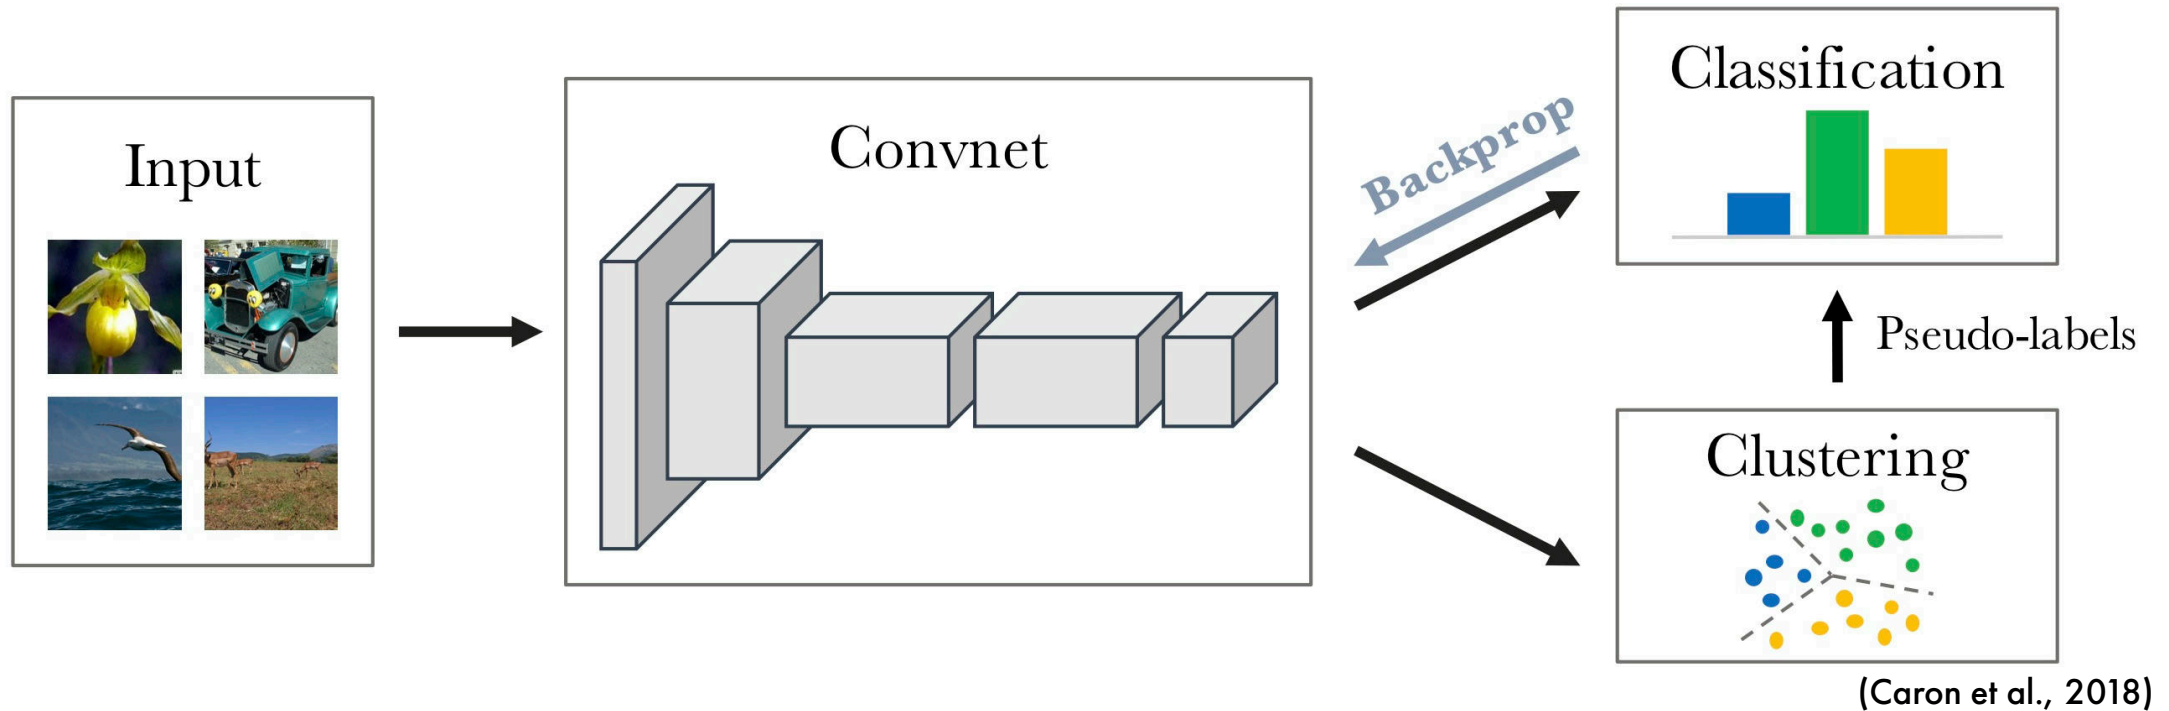 Input
Convnet
Backprop
Classification
Pseudo-labels
Clustering
(Caron et al., 2018)